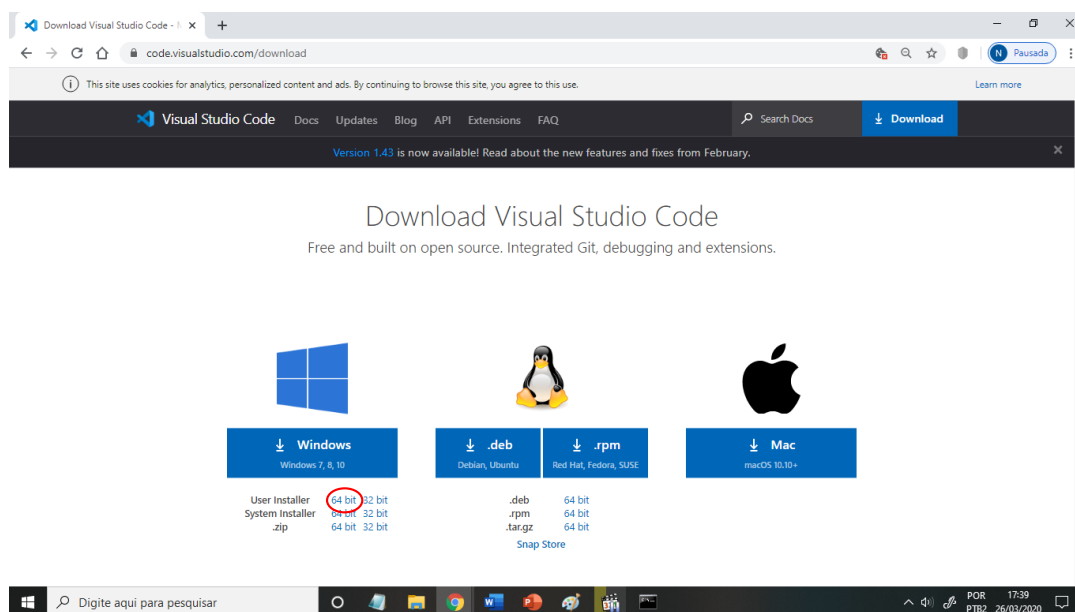 Download Visual Studio Code -
code.visualstudio.com/download
N Pausada
This site uses cookies for analytics, personalized content and ads. By continuing to browse this site, you agree to this use.
Learn more
Visual Studio Code Docs Updates Blog API Extensions FAQ Search Docs Download
Version 1.43 is now available! Read about the new features and fixes from February.
Download Visual Studio Code
Free and built on open source. Integrated Git, debugging and extensions.
Windows
Windows 7, 8, 10
.deb
Debian, Ubuntu
.rpm
Red Hat, Fedora, SUSE
Mac
macOS 10.10+
User Installer 64 bit 32 bit
System Installer 64 bit 32 bit
.zip 64 bit 32 bit
.deb 64 bit
.rpm 64 bit
.tar.gz 64 bit
Snap Store
Digite aqui para pesquisar
POR
PTB2
17:39
26/03/2020